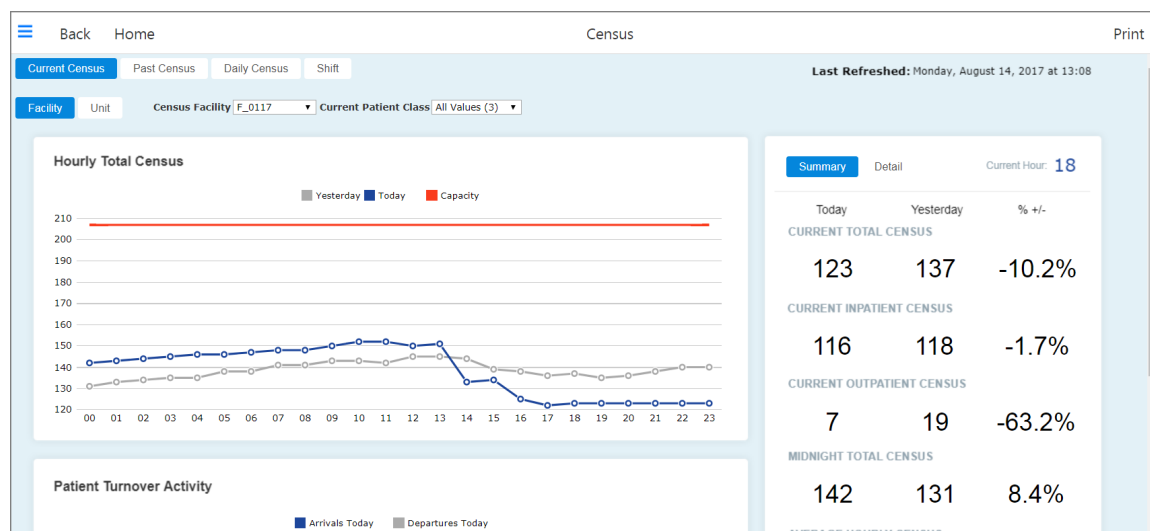 Back Home Census Print
Current Census Past Census Daily Census Shift
Last Refreshed: Monday, August 14, 2017 at 13:08
Facility Unit Census Facility F_0117 Current Patient Class All Values (3)
Hourly Total Census
Yesterday Today Capacity
210
200
190
180
170
160
150
140
130
120
00 01 02 03 04 05 06 07 08 09 10 11 12 13 14 15 16 17 18 19 20 21 22 23
Patient Turnover Activity
Arrivals Today Departures Today
Summary Detail Current Hour: 18
Today Yesterday % +/-
CURRENT TOTAL CENSUS
123 137 -10.2%
CURRENT INPATIENT CENSUS
116 118 -1.7%
CURRENT OUTPATIENT CENSUS
7 19 -63.2%
MIDNIGHT TOTAL CENSUS
142 131 8.4%